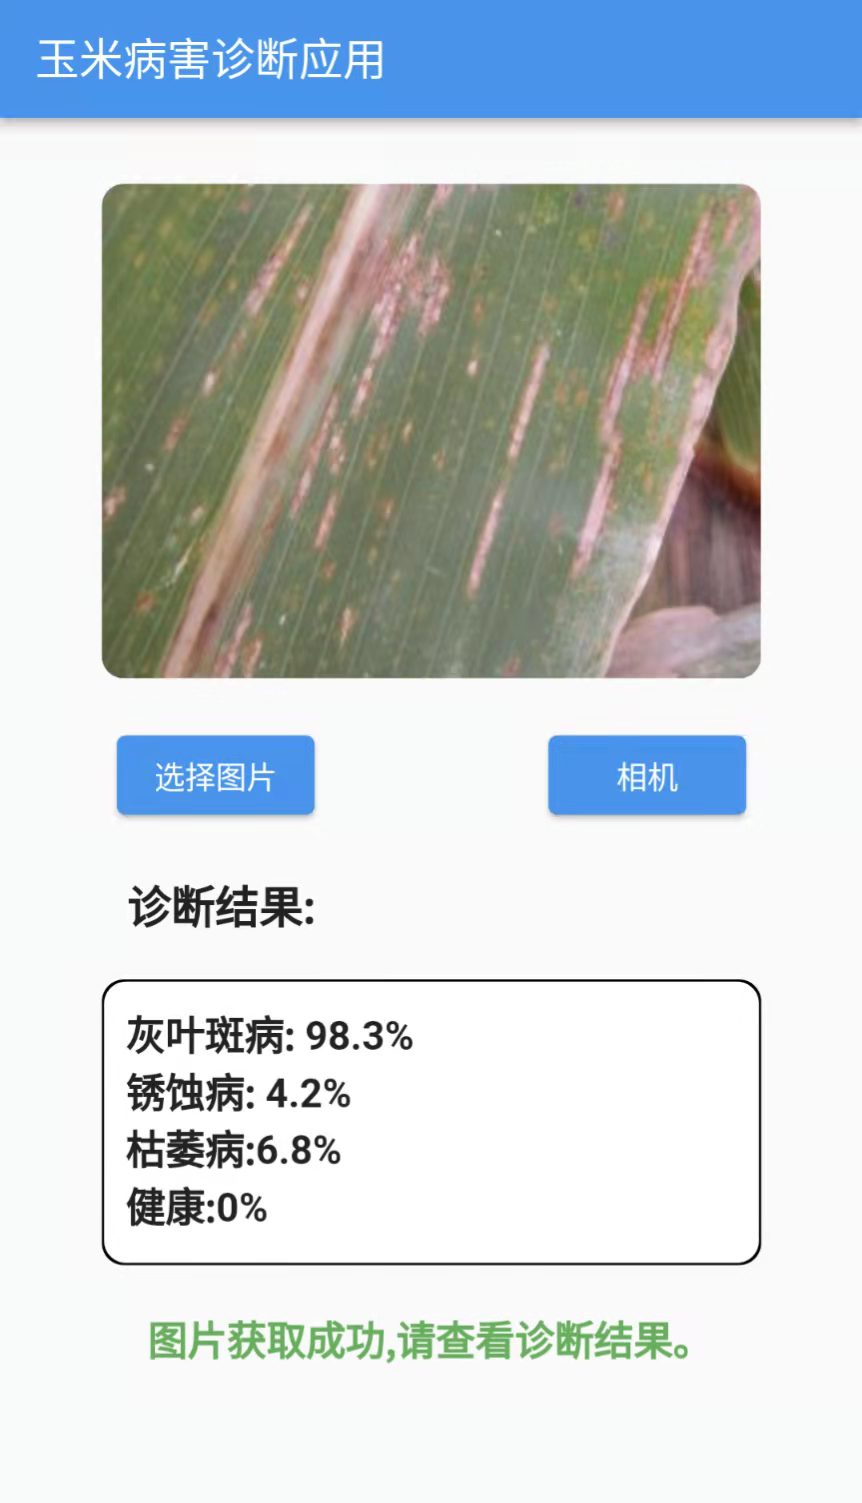 玉米病害诊断应用
选择图片
相机
诊断结果:
灰叶斑病: 98.3%
锈蚀病: 4.2%
枯萎病:6.8%
健康:0%
图片获取成功,请查看诊断结果。